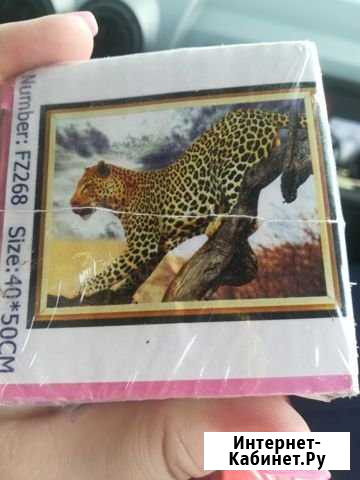 Number: FZ268 Size:40*50CM
Интернет-
Кабинет.Ру